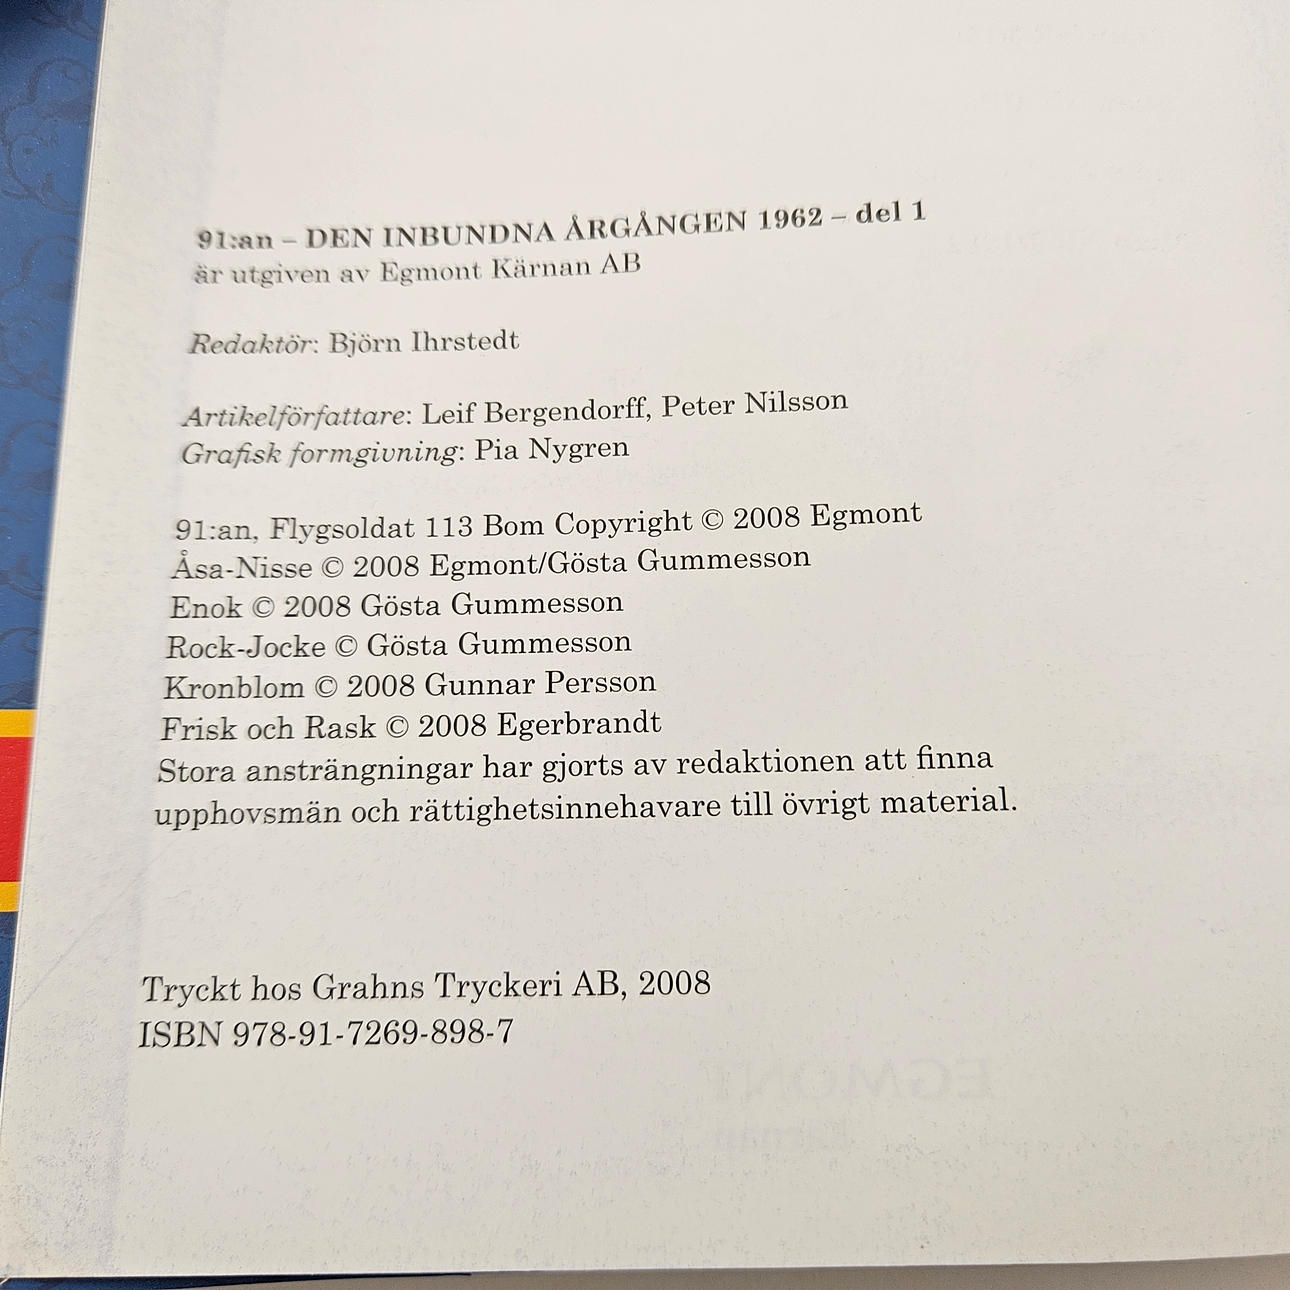 91:an – DEN INBUNDNA ÅRGÅNGEN 1962 – del 1
är utgiven av Egmont Kärnan AB
Redaktör: Björn Ihrstedt
Artikelförfattare: Leif Bergendorff, Peter Nilsson
Grafisk formgivning: Pia Nygren
91:an, Flygsoldat 113 Bom Copyright © 2008 Egmont
Åsa-Nisse © 2008 Egmont/Gösta Gummesson
Enok © 2008 Gösta Gummesson
Rock-Jocke © Gösta Gummesson
Kronblom © 2008 Gunnar Persson
Frisk och Rask © 2008 Egerbrandt
Stora ansträngningar har gjorts av redaktionen att finna
upphovsmän och rättighetsinnehavare till övrigt material.
Tryckt hos Grahns Tryckeri AB, 2008
ISBN 978-91-7269-898-7
EGMONT
Kärnan